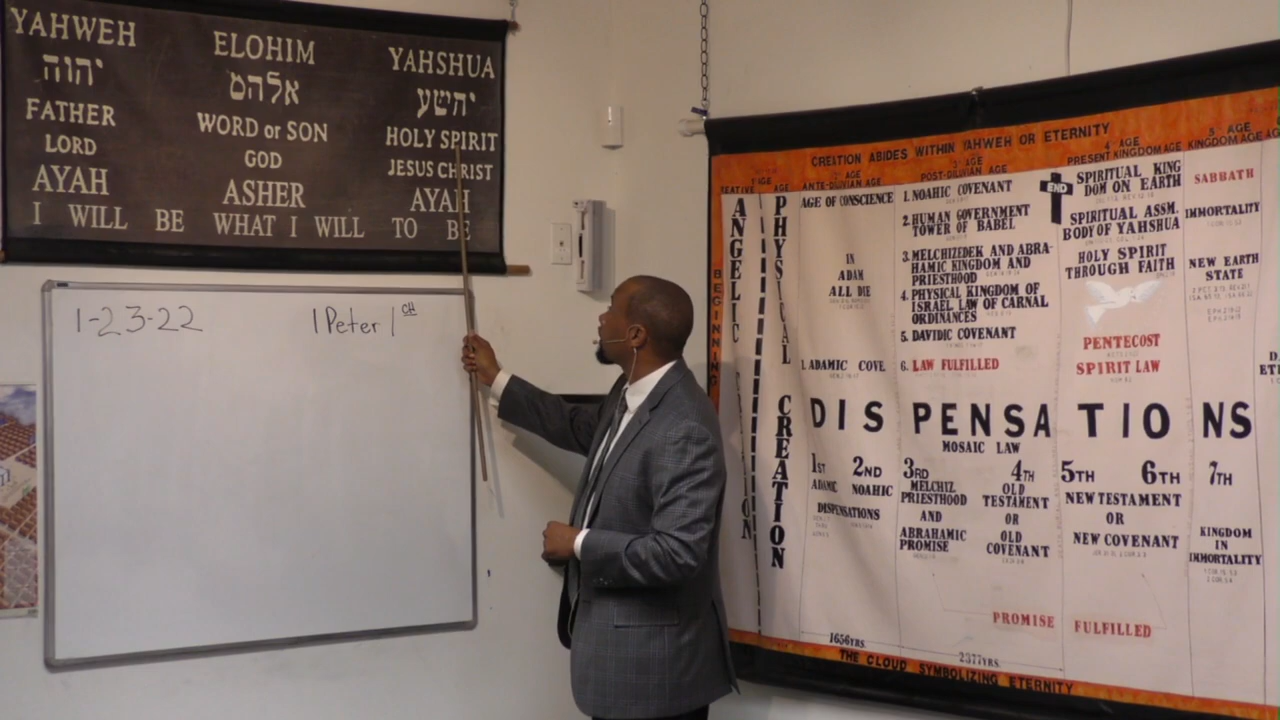 YAHWEH
יהוה
FATHER
LORD
AYAH
ELOHIM
אלהמ
WORD or SON
GOD
ASHER
YAHSHUA
יהשע
HOLY SPIRIT
JESUS CHRIST
AYAH
I WILL BE WHAT I WILL TO BE
1-23-22
1 Peter 1 CH
CREATION ABIDES WITHIN YAHWEH OR ETERNITY
AGE
ANTE-DILUVIAN AGE
AGE
POST-DILUVIAN AGE
AGE
PRESENT KINGDOM AGE
AGE
KINGDOM AGE
BEGINNING
ANGELIC
PHYSICAL CREATION
AGE OF CONSCIENCE
IN
ADAM
ALL DIE
1. ADAMIC COVE.
1. NOAHIC COVENANT
2. HUMAN GOVERNMENT
TOWER OF BABEL
3. MELCHIZEDEK AND ABRA-
HAMIC KINGDOM AND
PRIESTHOOD
4. PHYSICAL KINGDOM OF
ISRAEL LAW OF CARNAL
ORDINANCES
5. DAVIDIC COVENANT
6. LAW FULFILLED
END
SPIRITUAL KING
DOM ON EARTH
SPIRITUAL ASSM.
BODY OF YAHSHUA
HOLY SPIRIT
THROUGH FAITH
PENTECOST
SPIRIT LAW
SABBATH
IMMORTALITY
NEW EARTH
STATE
DISPENSATIONS
MOSAIC LAW
1ST
ADAMIC
2ND
NOAHIC
DISPENSATIONS
3RD
MELCHIZ
PRIESTHOOD
AND
ABRAHAMIC
PROMISE
4TH
OLD
TESTAMENT
OR
OLD
COVENANT
5TH 6TH
NEW TESTAMENT
OR
NEW COVENANT
7TH
KINGDOM
IN
IMMORTALITY
PROMISE FULFILLED
1656YRS.
2377YRS.
THE CLOUD SYMBOLIZING ETERNITY